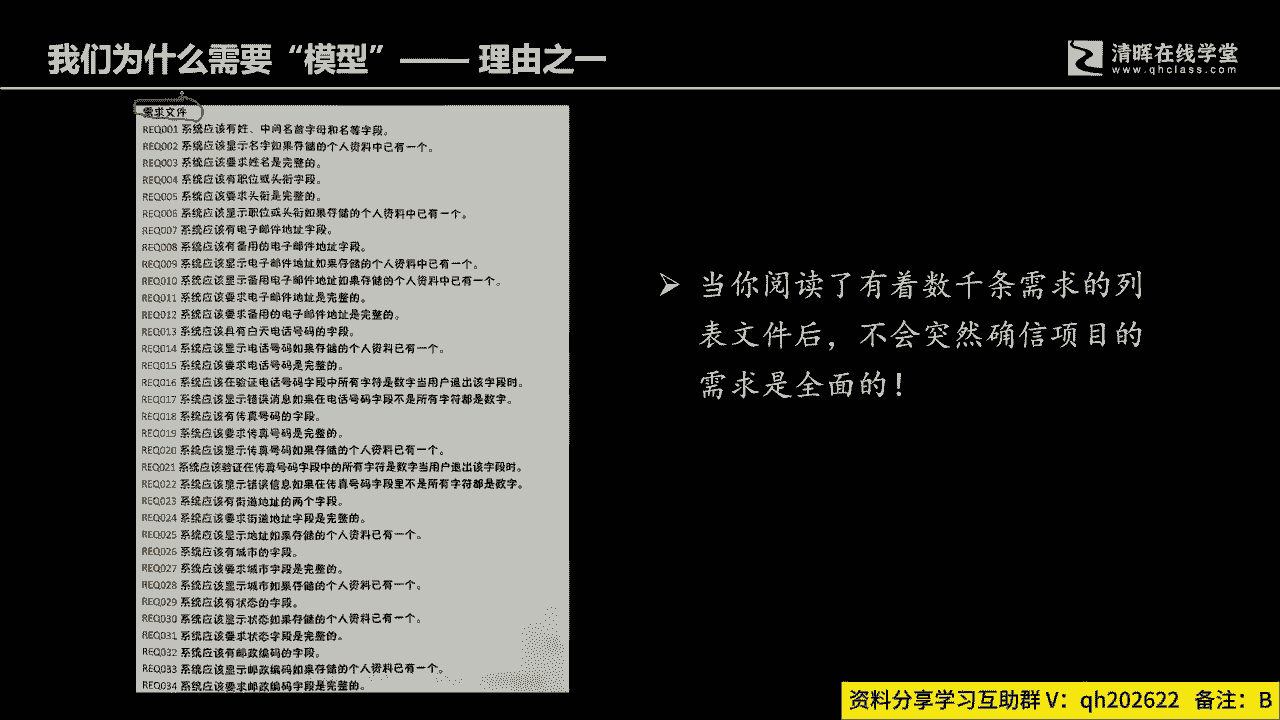 我们为什么需要“模型”—— 理由之一
清晖在线学堂
www.qhclass.com
需求文件
REQ001 系统应该有姓、中间名首字母和名等字段。
REQ002 系统应该显示名字如果存储的个人资料中已有一个。
REQ003 系统应该要求姓名是完整的。
REQ004 系统应该有职位或头衔字段。
REQ005 系统应该要求头衔是完整的。
REQ006 系统应该显示职位或头衔如果存储的个人资料中已有一个。
REQ007 系统应该有电子邮件地址字段。
REQ008 系统应该有备用的电子邮件地址字段。
REQ009 系统应该显示电子邮件地址如果存储的个人资料中已有一个。
REQ010 系统应该显示备用电子邮件地址如果存储的个人资料中已有一个。
REQ011 系统应该要求电子邮件地址是完整的。
REQ012 系统应该要求备用的电子邮件地址是完整的。
REQ013 系统应该具有白天电话号码的字段。
REQ014 系统应该显示电话号码如果存储的个人资料已有一个。
REQ015 系统应该要求电话号码是完整的。
REQ016 系统应该在验证电话号码字段中所有字符是数字当用户退出该字段时。
REQ017 系统应该显示错误消息如果在电话号码字段不是所有字符都是数字。
REQ018 系统应该有传真号码的字段。
REQ019 系统应该要求传真号码是完整的。
REQ020 系统应该显示传真号码如果存储的个人资料已有一个。
REQ021 系统应该验证在传真号码字段中的所有字符是数字当用户退出该字段时。
REQ022 系统应该显示错误信息如果在传真号码字段里不是所有字符都是数字。
REQ023 系统应该有街道地址的两个字段。
REQ024 系统应该要求街道地址字段是完整的。
REQ025 系统应该显示地址如果存储的个人资料已有一个。
REQ026 系统应该有城市的字段。
REQ027 系统应该要求城市字段是完整的。
REQ028 系统应该显示城市如果存储的个人资料已有一个。
REQ029 系统应该有状态的字段。
REQ030 系统应该显示状态如果存储的个人资料已有一个。
REQ031 系统应该要求状态字段是完整的。
REQ032 系统应该有邮政编码的字段。
REQ033 系统应该显示邮政编码如果存储的个人资料已有一个。
REQ034 系统应该要求邮政编码字段是完整的。
➢ 当你阅读了有着数千条需求的列
表文件后，不会突然确信项目的
需求是全面的！
资料分享学习互助群 V：qh202622 备注：B